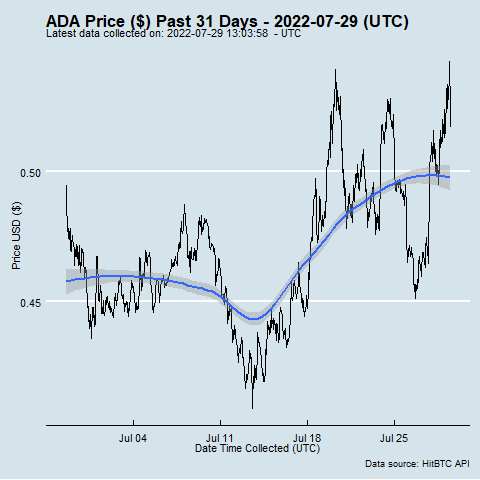 ADA Price ($) Past 31 Days - 2022-07-29 (UTC)
Latest data collected on: 2022-07-29 13:03:58 - UTC
0.50
0.45
Price USD ($)
Jul 04 Jul 11 Jul 18 Jul 25
Date Time Collected (UTC)
Data source: HitBTC API